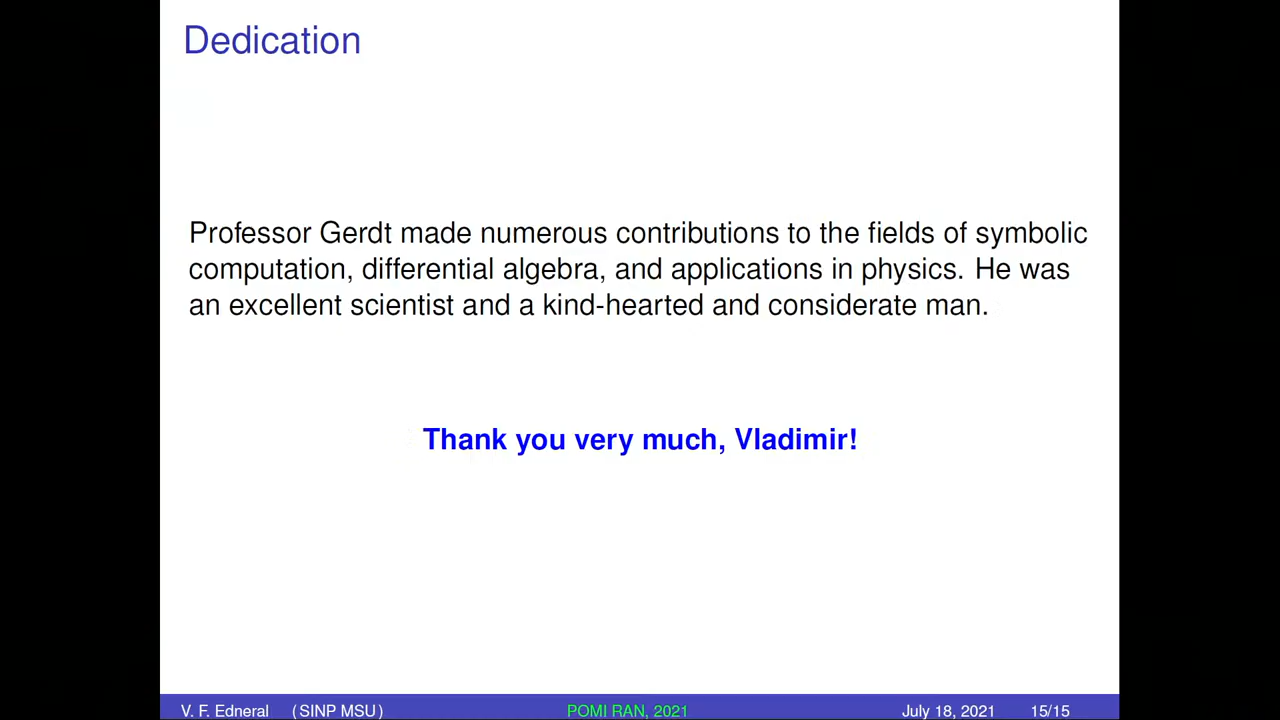 Dedication
Professor Gerdt made numerous contributions to the fields of symbolic
computation, differential algebra, and applications in physics. He was
an excellent scientist and a kind-hearted and considerate man.
Thank you very much, Vladimir!
V. F. Edneral (SINP MSU) POMI RAN, 2021 July 18, 2021 15/15